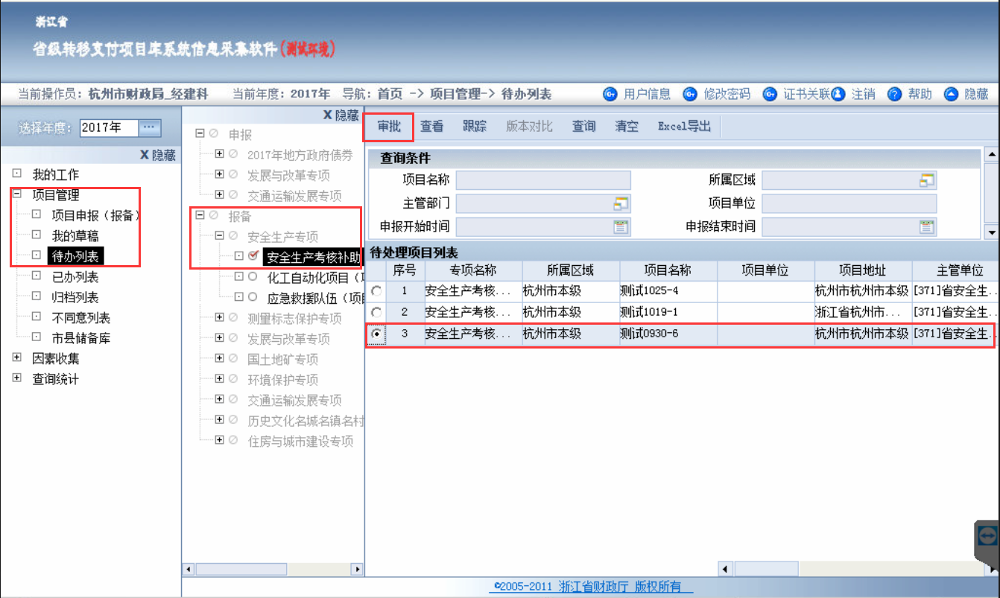 浙江省
省级转移支付项目库系统信息采集软件(测试环境)
当前操作员：杭州市财政局_经建科 当前年度：2017年 导航：首页 -> 项目管理-> 待办列表 用户信息 修改密码 证书关联 注销 帮助 隐藏
选择年度： 2017年 ...
X 隐藏
我的工作
项目管理
项目申报（报备）
我的草稿
待办列表
已办列表
归档列表
不同意列表
市县储备库
因素收集
查询统计
X 隐藏
申报
2017年地方政府债券
发展与改革专项
交通运输发展专项
报备
安全生产专项
安全生产考核补助
化工自动化项目（
应急救援队伍（项
测量标志保护专项
发展与改革专项
国土地矿专项
环境保护专项
交通运输发展专项
历史文化名城名镇名村
住房与城市建设专项
审批 查看 跟踪 版本对比 查询 清空 Excel导出
查询条件
项目名称 所属区域
主管部门 项目单位
申报开始时间 申报结束时间
待处理项目列表
序号 专项名称 所属区域 项目名称 项目单位 项目地址 主管单位
1 安全生产考核... 杭州市本级 测试1025-4 杭州市杭州市本级 [371]省安全生...
2 安全生产考核... 杭州市本级 测试1019-1 浙江省杭州市... [371]省安全生...
3 安全生产考核... 杭州市本级 测试0930-6 杭州市杭州市本级 [371]省安全生...
©2005-2011 浙江省财政厅 版权所有